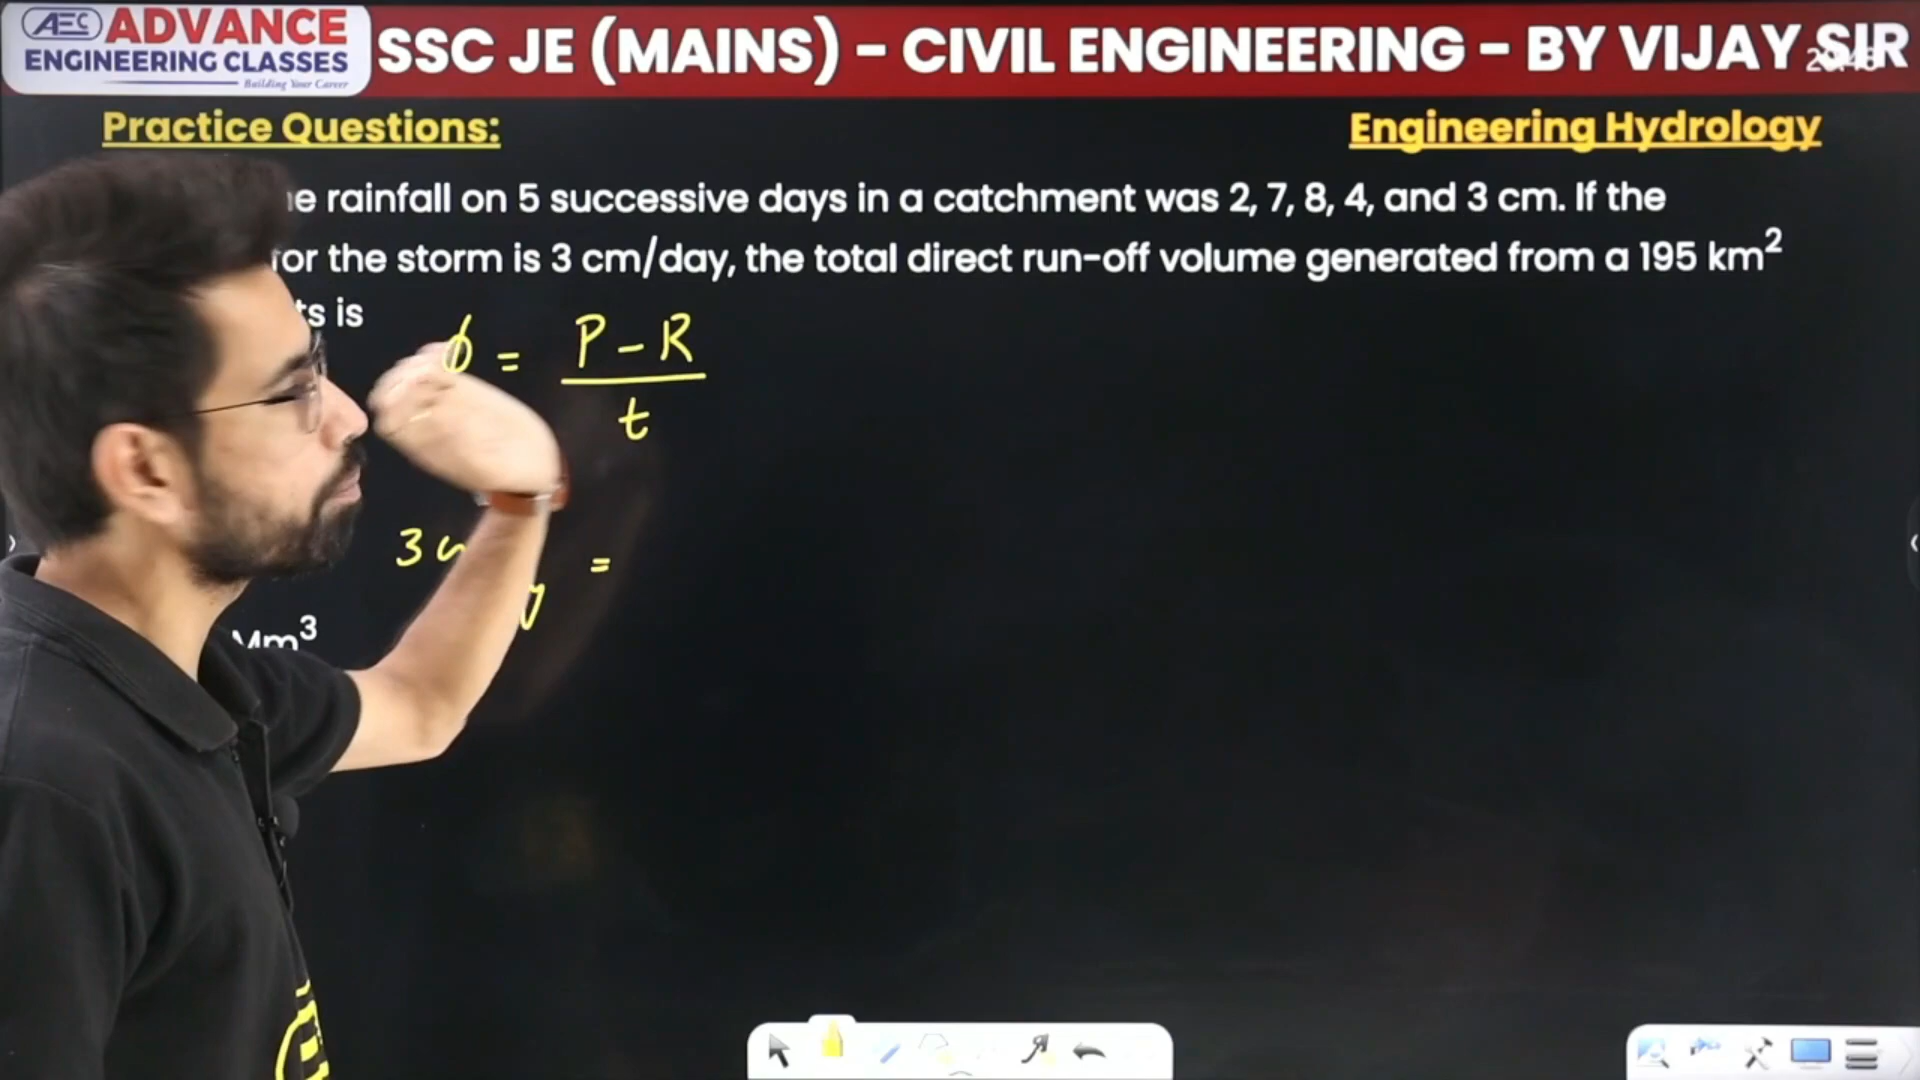 AEC ADVANCE
ENGINEERING CLASSES
Building Your Career
SSC JE (MAINS) - CIVIL ENGINEERING - BY VIJAY SIR
Practice Questions:
Engineering Hydrology
rainfall on 5 successive days in a catchment was 2, 7, 8, 4, and 3 cm. If the
for the storm is 3 cm/day, the total direct run-off volume generated from a 195 km²
is
ϕ = P - R
t
3 =
Mm³